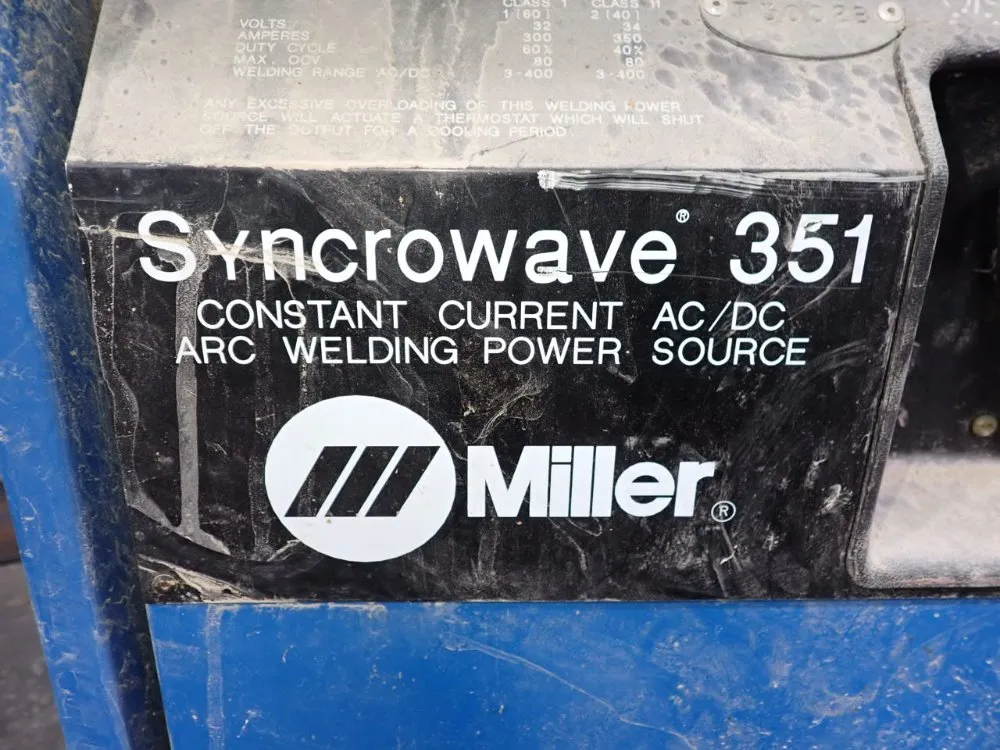 CLASS I CLASS II
1 (60) 2 (40)
VOLTS 32 34
AMPERES 300 350
DUTY CYCLE 60% 40%
MAX. OCV 80 80
WELDING RANGE AC/DC A 3-400 3-400
ANY EXCESSIVE OVERLOADING OF THIS WELDING POWER
SOURCE WILL ACTUATE A THERMOSTAT WHICH WILL SHUT
OFF THE OUTPUT FOR A COOLING PERIOD.
Syncrowave® 351
CONSTANT CURRENT AC/DC
ARC WELDING POWER SOURCE
Miller®